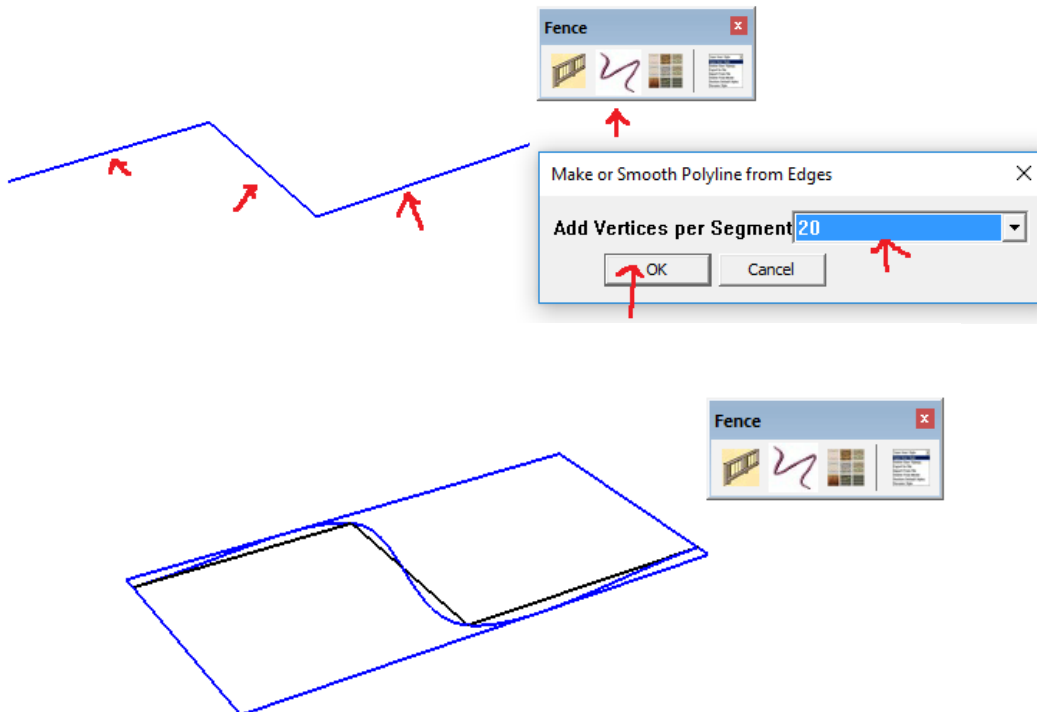 Fence
Make or Smooth Polyline from Edges
Add Vertices per Segment 20
OK
Cancel
Fence